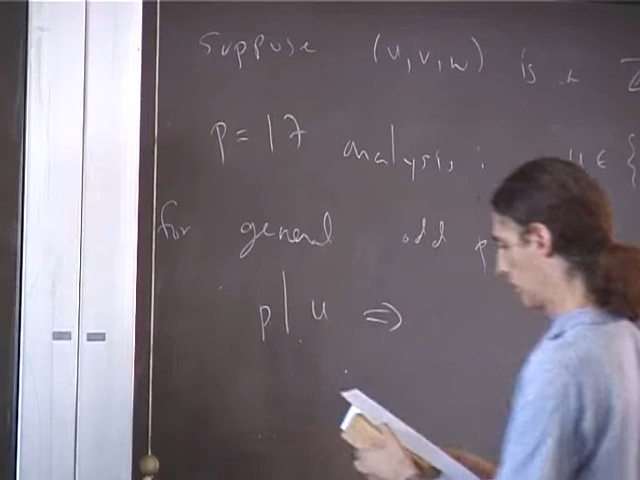 Suppose (u,v,w) is a Z
p=17 analysis: u ∈ {
for general odd p
p|u ⇒